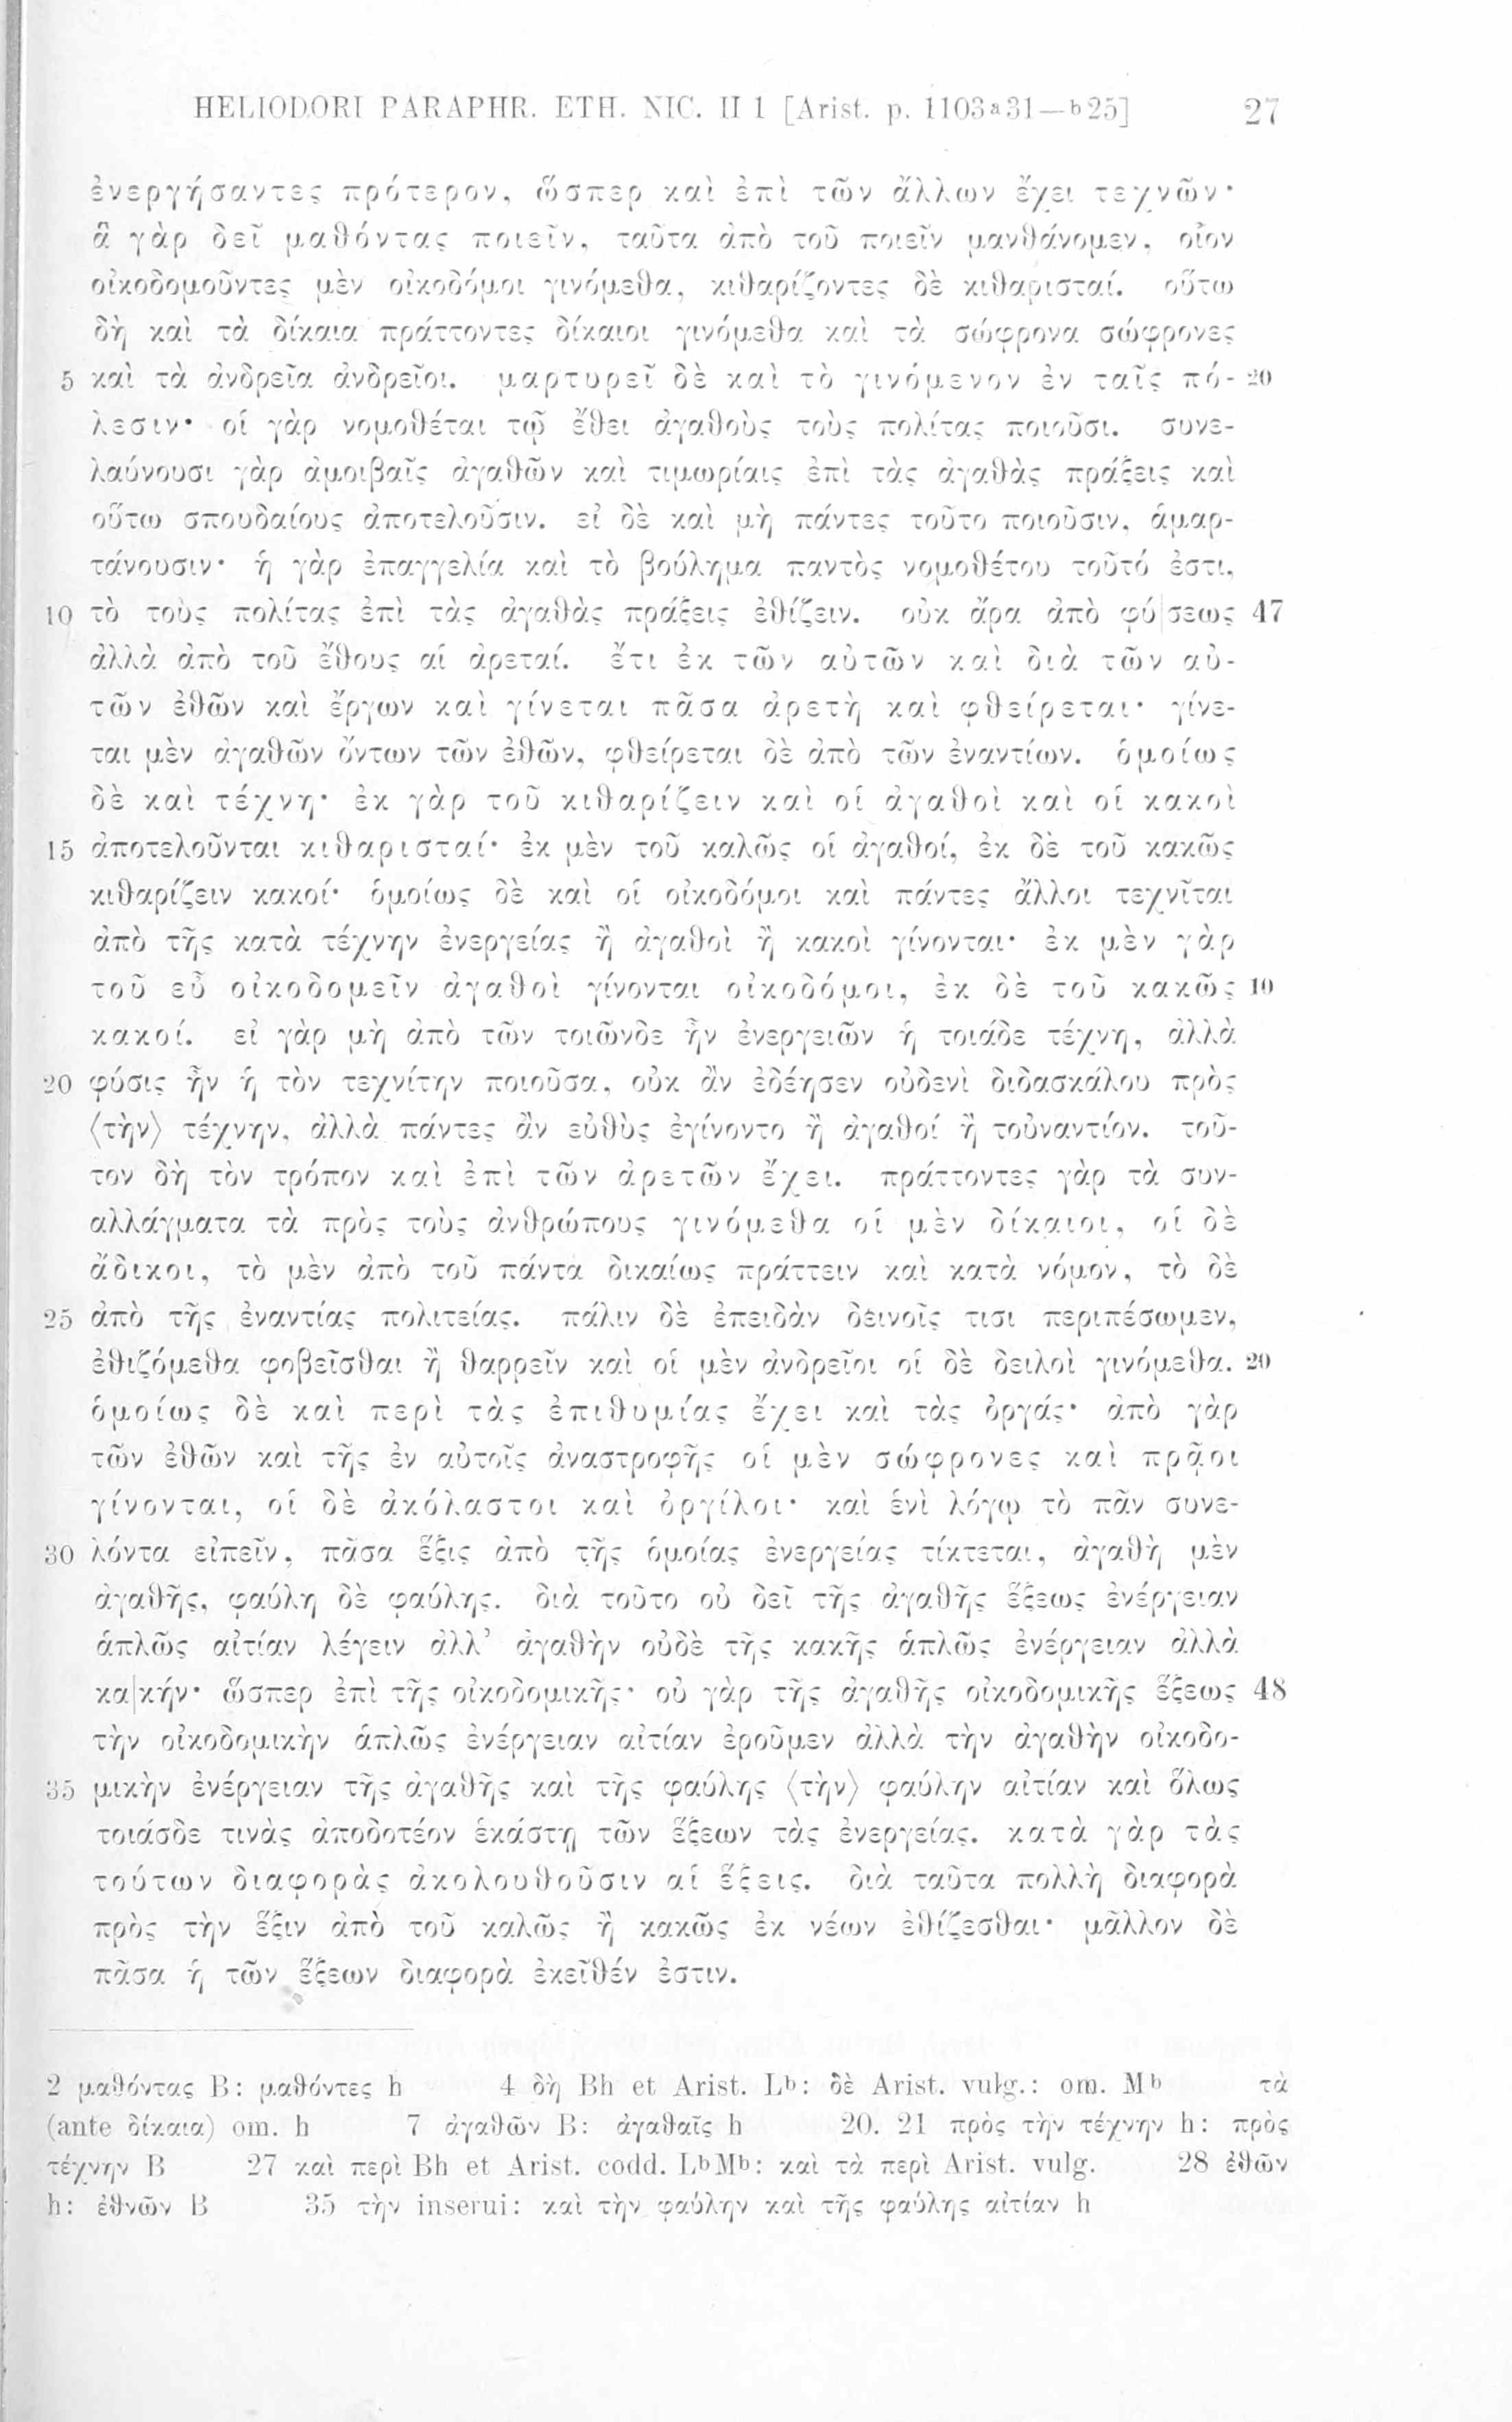 HELIODORI PARAPHR. ETH. NIC. II 1 [Arist. p. 1103a31—b25] 27
ἐνεργήσαντες πρότερον, ὥσπερ καὶ ἐπὶ τῶν ἄλλων ἔχει τεχνῶν·
ἃ γὰρ δεῖ μαθόντας ποιεῖν, ταῦτα ἀπὸ τοῦ ποιεῖν μανθάνομεν, οἷον
οἰκοδομοῦντες μὲν οἰκοδόμοι γινόμεθα, κιθαρίζοντες δὲ κιθαρισταί. οὕτω
δὴ καὶ τὰ δίκαια πράττοντες δίκαιοι γινόμεθα καὶ τὰ σώφρονα σώφρονες
5 καὶ τὰ ἀνδρεῖα ἀνδρεῖοι. μαρτυρεῖ δὲ καὶ τὸ γινόμενον ἐν ταῖς πό- 20
λεσιν· οἱ γὰρ νομοθέται τῷ ἔθει ἀγαθοὺς τοὺς πολίτας ποιοῦσι. συνε-
λαύνουσι γὰρ ἀμοιβαῖς ἀγαθῶν καὶ τιμωρίαις ἐπὶ τὰς ἀγαθὰς πράξεις καὶ
οὕτω σπουδαίους ἀποτελοῦσιν. εἰ δὲ καὶ μὴ πάντες τοῦτο ποιοῦσιν, ἁμαρ-
τάνουσιν· ἡ γὰρ ἐπαγγελία καὶ τὸ βούλημα παντὸς νομοθέτου τοῦτό ἐστι,
10 τὸ τοὺς πολίτας ἐπὶ τὰς ἀγαθὰς πράξεις ἐθίζειν. οὐκ ἄρα ἀπὸ φύ|σεως 47
ἀλλὰ ἀπὸ τοῦ ἔθους αἱ ἀρεταί. ἔτι ἐκ τῶν αὐτῶν καὶ διὰ τῶν αὐ-
τῶν ἐθῶν καὶ ἔργων καὶ γίνεται πᾶσα ἀρετὴ καὶ φθείρεται· γίνε-
ται μὲν ἀγαθῶν ὄντων τῶν ἐθῶν, φθείρεται δὲ ἀπὸ τῶν ἐναντίων. ὁμοίως
δὲ καὶ τέχνη· ἐκ γὰρ τοῦ κιθαρίζειν καὶ οἱ ἀγαθοὶ καὶ οἱ κακοὶ
15 ἀποτελοῦνται κιθαρισταί· ἐκ μὲν τοῦ καλῶς οἱ ἀγαθοί, ἐκ δὲ τοῦ κακῶς
κιθαρίζειν κακοί· ὁμοίως δὲ καὶ οἱ οἰκοδόμοι καὶ πάντες ἄλλοι τεχνῖται
ἀπὸ τῆς κατὰ τέχνην ἐνεργείας ἢ ἀγαθοὶ ἢ κακοὶ γίνονται· ἐκ μὲν γὰρ
τοῦ εὖ οἰκοδομεῖν ἀγαθοὶ γίνονται οἰκοδόμοι, ἐκ δὲ τοῦ κακῶς 10
κακοί. εἰ γὰρ μὴ ἀπὸ τῶν τοιῶνδε ἦν ἐνεργειῶν ἡ τοιάδε τέχνη, ἀλλὰ
20 φύσις ἦν ἡ τὸν τεχνίτην ποιοῦσα, οὐκ ἂν ἐδέησεν οὐδενὶ διδασκάλου πρὸς
⟨τὴν⟩ τέχνην, ἀλλὰ πάντες ἂν εὐθὺς ἐγίνοντο ἢ ἀγαθοί ἢ τοὐναντίον. τοῦ-
τον δὴ τὸν τρόπον καὶ ἐπὶ τῶν ἀρετῶν ἔχει. πράττοντες γὰρ τὰ συν-
αλλάγματα τὰ πρὸς τοὺς ἀνθρώπους γινόμεθα οἱ μὲν δίκαιοι, οἱ δὲ
ἄδικοι, τὸ μὲν ἀπὸ τοῦ πάντα δικαίως πράττειν καὶ κατὰ νόμον, τὸ δὲ
25 ἀπὸ τῆς ἐναντίας πολιτείας. πάλιν δὲ ἐπειδὰν δεινοῖς τισι περιπέσωμεν,
ἐθιζόμεθα φοβεῖσθαι ἢ θαρρεῖν καὶ οἱ μὲν ἀνδρεῖοι οἱ δὲ δειλοὶ γινόμεθα. 20
ὁμοίως δὲ καὶ περὶ τὰς ἐπιθυμίας ἔχει καὶ τὰς ὀργάς· ἀπὸ γὰρ
τῶν ἐθῶν καὶ τῆς ἐν αὐτοῖς ἀναστροφῆς οἱ μὲν σώφρονες καὶ πρᾷοι
γίνονται, οἱ δὲ ἀκόλαστοι καὶ ὀργίλοι· καὶ ἑνὶ λόγῳ τὸ πᾶν συνε-
30 λόντα εἰπεῖν, πᾶσα ἕξις ἀπὸ τῆς ὁμοίας ἐνεργείας τίκτεται, ἀγαθὴ μὲν
ἀγαθῆς, φαύλη δὲ φαύλης. διὰ τοῦτο οὐ δεῖ τῆς ἀγαθῆς ἕξεως ἐνέργειαν
ἁπλῶς αἰτίαν λέγειν ἀλλ’ ἀγαθὴν οὐδὲ τῆς κακῆς ἁπλῶς ἐνέργειαν ἀλλὰ
κα|κήν· ὥσπερ ἐπὶ τῆς οἰκοδομικῆς· οὐ γὰρ τῆς ἀγαθῆς οἰκοδομικῆς ἕξεως 48
τὴν οἰκοδομικὴν ἁπλῶς ἐνέργειαν αἰτίαν ἐροῦμεν ἀλλὰ τὴν ἀγαθὴν οἰκοδο-
35 μικὴν ἐνέργειαν τῆς ἀγαθῆς καὶ τῆς φαύλης ⟨τὴν⟩ φαύλην αἰτίαν καὶ ὅλως
τοιάσδε τινὰς ἀποδοτέον ἑκάστῃ τῶν ἕξεων τὰς ἐνεργείας. κατὰ γὰρ τὰς
τούτων διαφορὰς ἀκολουθοῦσιν αἱ ἕξεις. διὰ ταῦτα πολλὴ διαφορὰ
πρὸς τὴν ἕξιν ἀπὸ τοῦ καλῶς ἢ κακῶς ἐκ νέων ἐθίζεσθαι· μᾶλλον δὲ
πᾶσα ἡ τῶν ἕξεων διαφορὰ ἐκεῖθέν ἐστιν.
2 μαθόντας B: μαθόντες h 4 δὴ Bh et Arist. Lb: δὲ Arist. vulg.: om. Mb τὰ
(ante δίκαια) om. h 7 ἀγαθῶν B: ἀγαθαῖς h 20. 21 πρὸς τὴν τέχνην h: πρὸς
τέχνην B 27 καὶ περὶ Bh et Arist. codd. LbMb: καὶ τὰ περὶ Arist. vulg. 28 ἐθῶν
h: ἐθνῶν B 35 τὴν inserui: καὶ τὴν φαύλην καὶ τῆς φαύλης αἰτίαν h